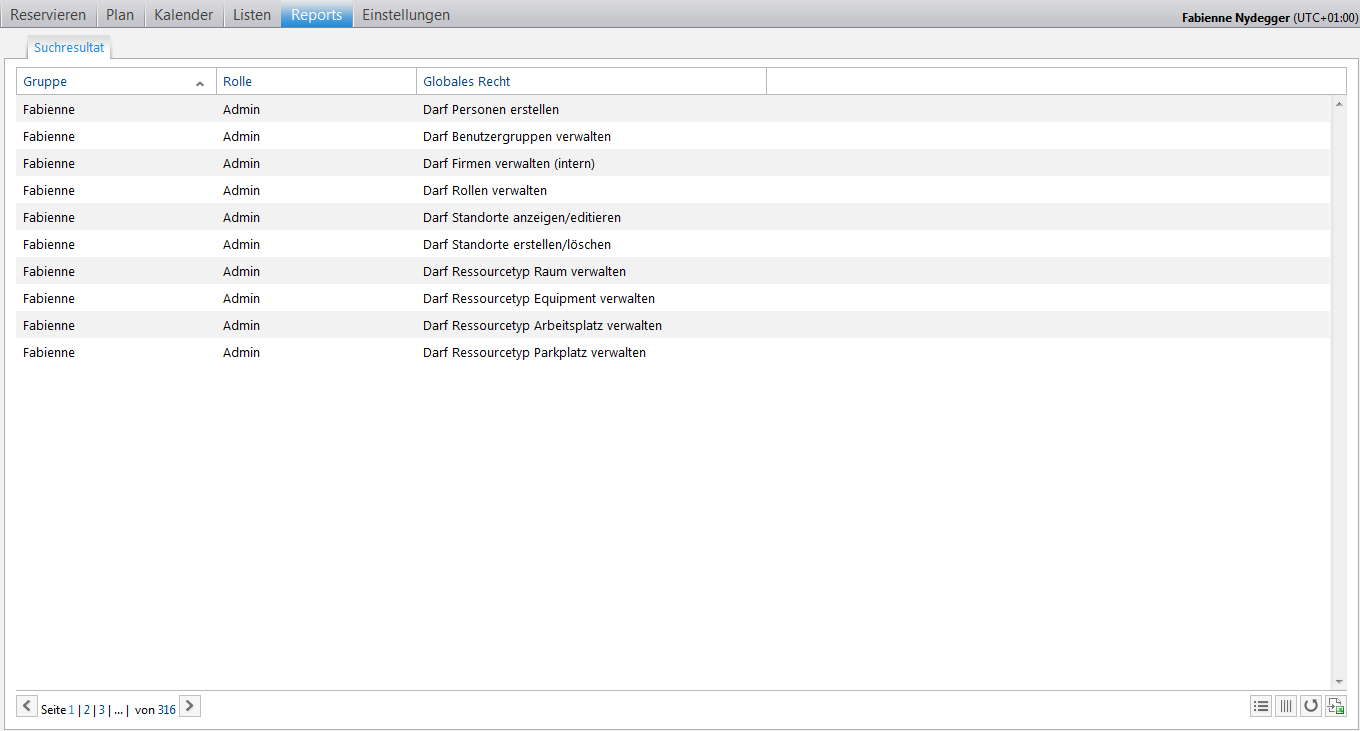 Reservieren Plan Kalender Listen Reports Einstellungen Fabienne Nydegger (UTC+01:00)
Suchresultat
Gruppe Rolle Globales Recht
Fabienne Admin Darf Personen erstellen
Fabienne Admin Darf Benutzergruppen verwalten
Fabienne Admin Darf Firmen verwalten (intern)
Fabienne Admin Darf Rollen verwalten
Fabienne Admin Darf Standorte anzeigen/editieren
Fabienne Admin Darf Standorte erstellen/löschen
Fabienne Admin Darf Ressourcetyp Raum verwalten
Fabienne Admin Darf Ressourcetyp Equipment verwalten
Fabienne Admin Darf Ressourcetyp Arbeitsplatz verwalten
Fabienne Admin Darf Ressourcetyp Parkplatz verwalten
Seite 1 | 2 | 3 | ... | von 316